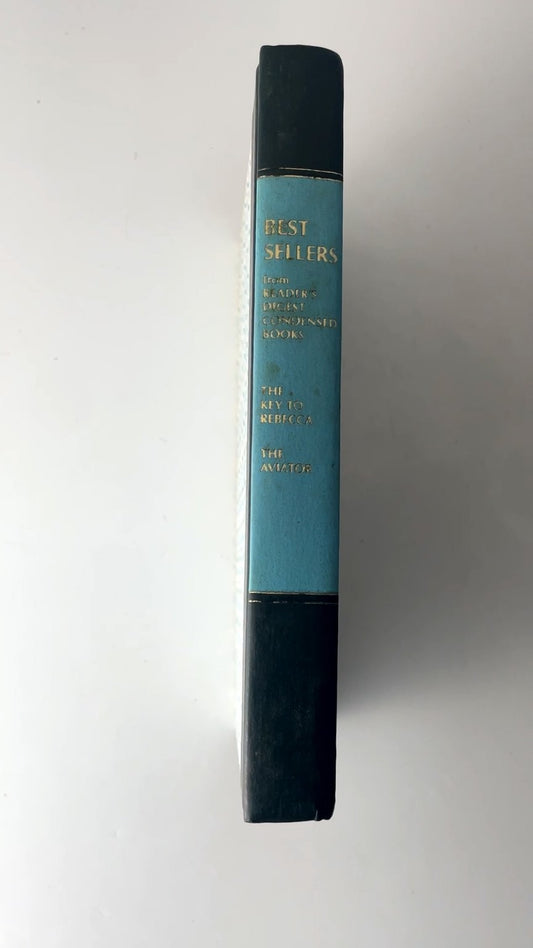 BEST
SELLERS
from
READER'S
DIGEST
CONDENSED
BOOKS
THE
KEY TO
REBECCA
THE
AVIATOR